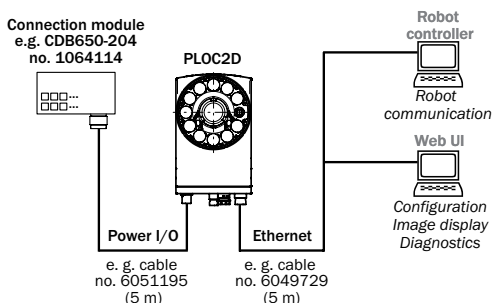 Connection module
e.g. CDB650-204
no. 1064114
PLOC2D
Robot
controller
Robot
communication
Web UI
Configuration
Image display
Diagnostics
Power I/O
e. g. cable
no. 6051195
(5 m)
Ethernet
e. g. cable
no. 6049729
(5 m)